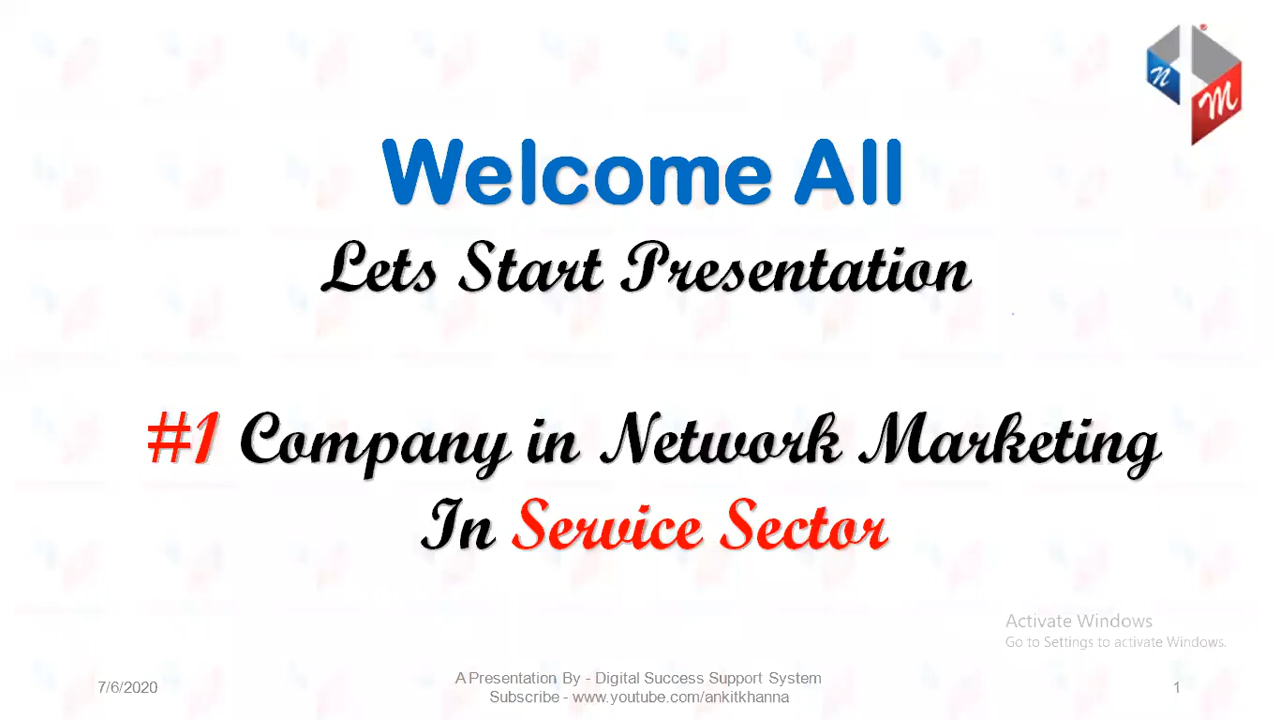 n
M
Welcome All
Lets Start Presentation
#1 Company in Network Marketing
In Service Sector
Activate Windows
Go to Settings to activate Windows.
7/6/2020
A Presentation By - Digital Success Support System
Subscribe - www.youtube.com/ankitkhanna
1